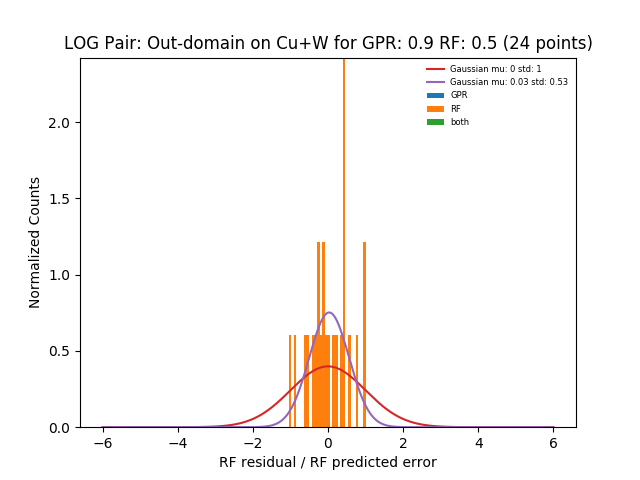 LOG Pair: Out-domain on Cu+W for GPR: 0.9 RF: 0.5 (24 points)
Gaussian mu: 0 std: 1
Gaussian mu: 0.03 std: 0.53
GPR
RF
both
Normalized Counts
2.0
1.5
1.0
0.5
0.0
−6 −4 −2 0 2 4 6
RF residual / RF predicted error